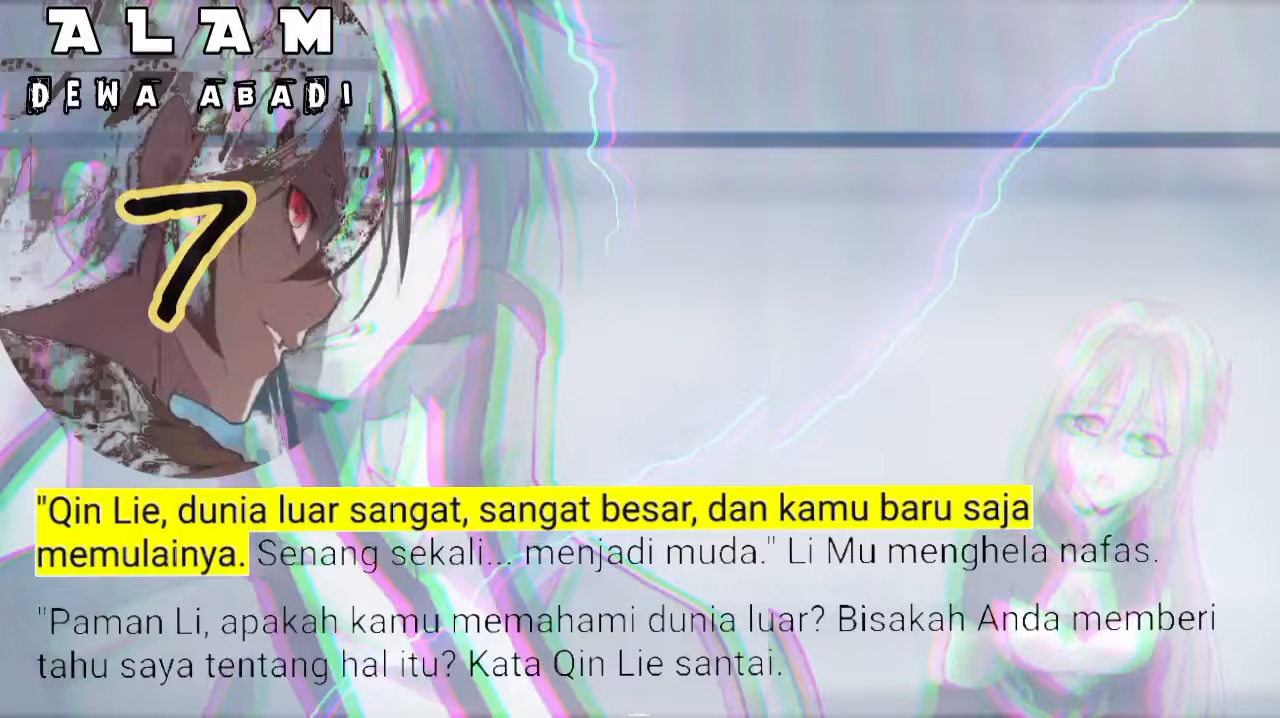 ALAM
DEWA ABADI
7
"Qin Lie, dunia luar sangat, sangat besar, dan kamu baru saja
memulainya. Senang sekali... menjadi muda." Li Mu menghela nafas.
"Paman Li, apakah kamu memahami dunia luar? Bisakah Anda memberi
tahu saya tentang hal itu? Kata Qin Lie santai.